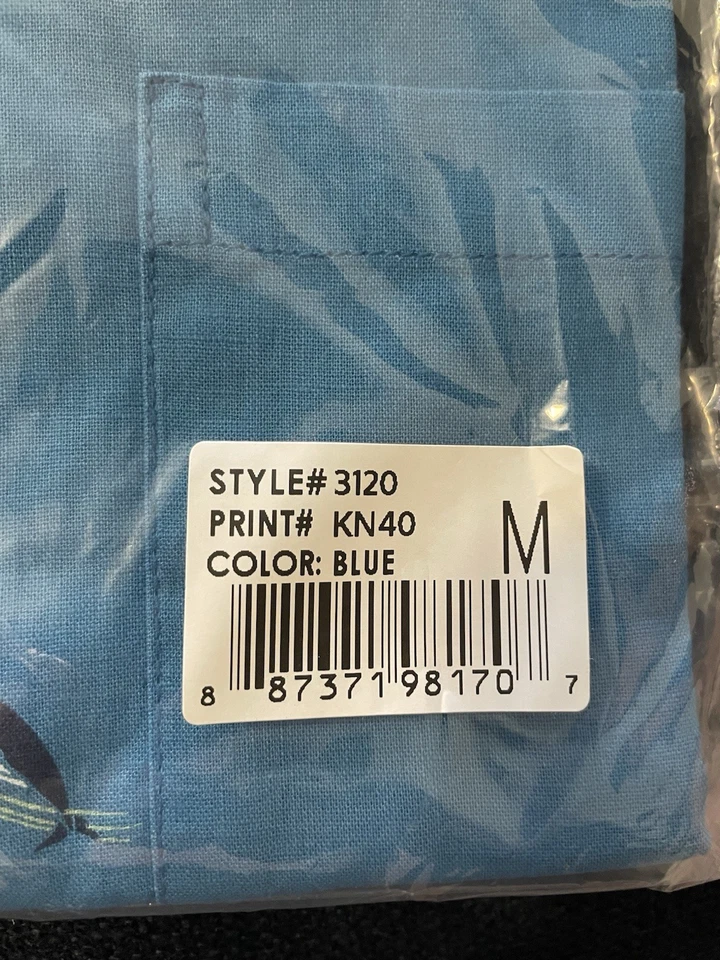 STYLE# 3120
PRINT# KN40
COLOR: BLUE
M
8 87371 98170 7